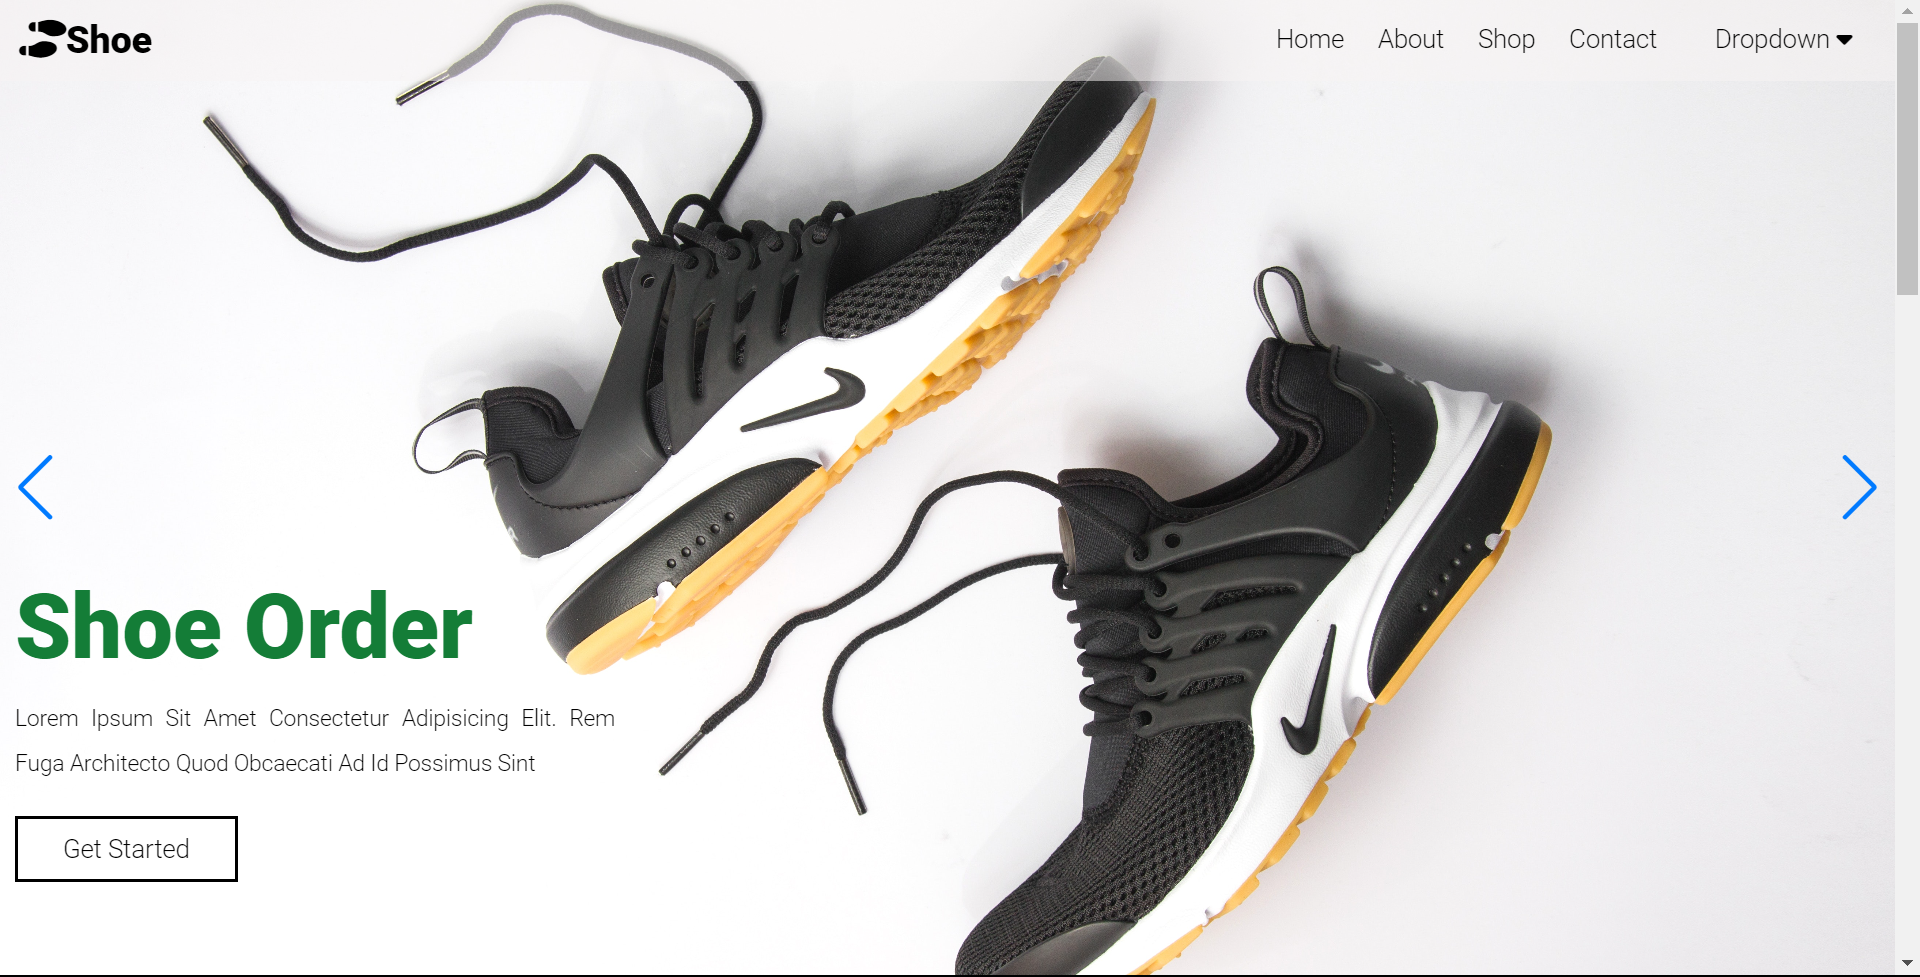 Shoe
Home About Shop Contact Dropdown
Shoe Order
Lorem Ipsum Sit Amet Consectetur Adipisicing Elit. Rem
Fuga Architecto Quod Obcaecati Ad Id Possimus Sint
Get Started